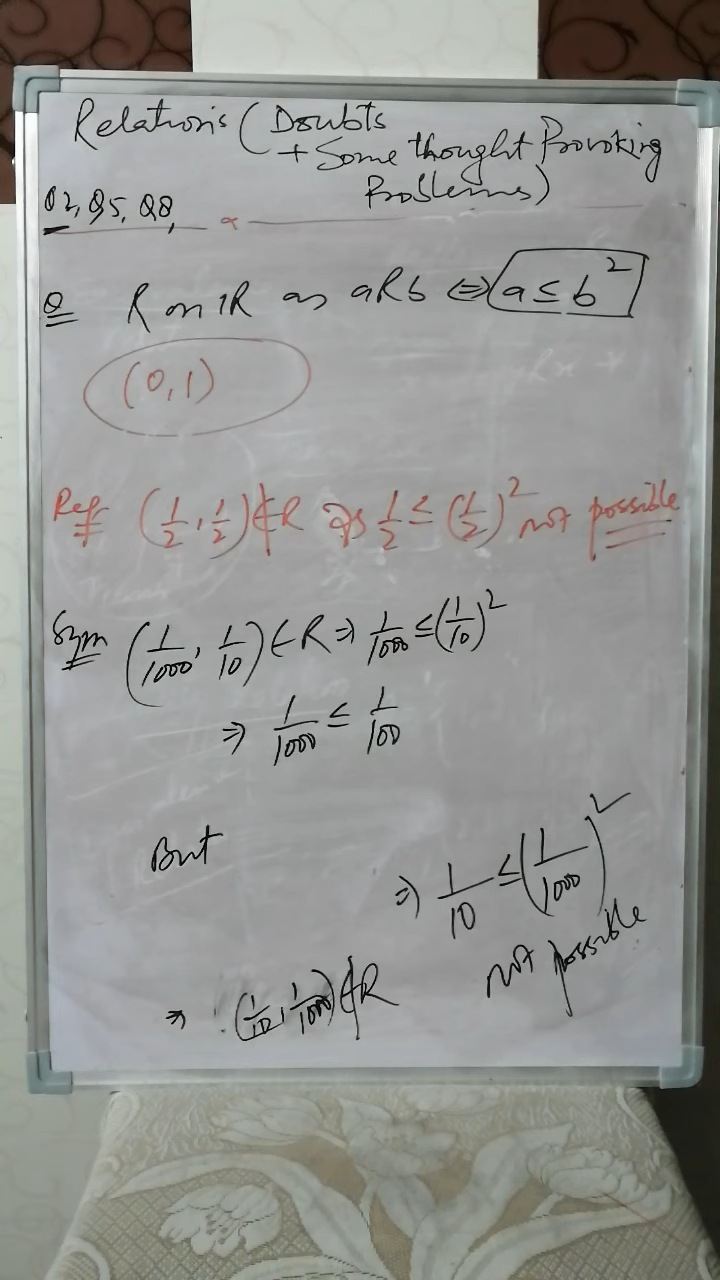 Relations (Doubts
+ Some thought Provoking
Problems)
Q2, Q5, Q8,
Q R on IR as aRb ⇔ a ≤ b²
(0,1)
Ref (1/2, 1/2) ∉ R as 1/2 ≤ (1/2)² not possible
Sym (1/1000, 1/10) ∈ R ⇒ 1/1000 ≤ (1/10)²
⇒ 1/1000 ≤ 1/100
But
⇒ 1/10 ≤ (1/1000)²
not possible
⇒ (1/10, 1/1000) ∉ R